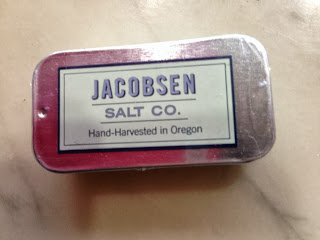 JACOBSEN
SALT CO.
Hand-Harvested in Oregon